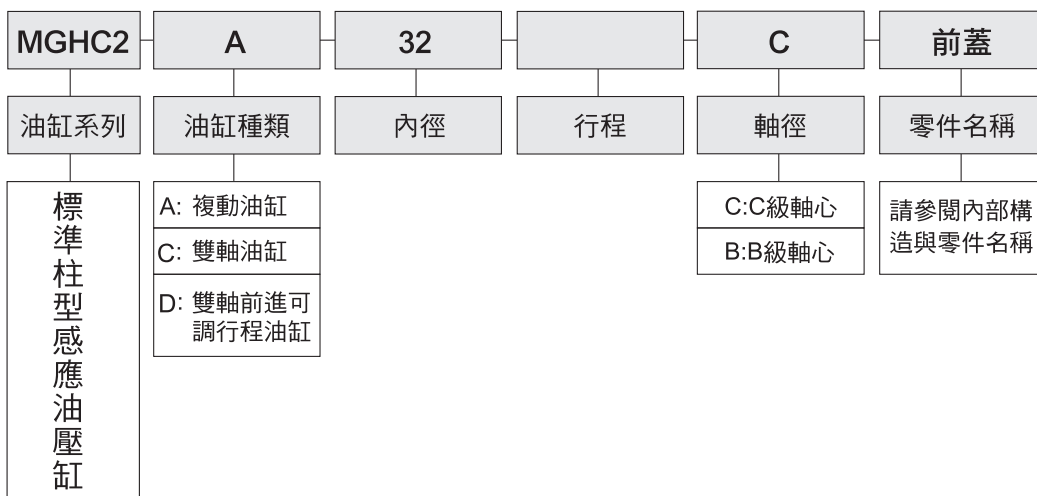 MGHC2
A
32
C
前蓋
油缸系列
油缸種類
內徑
行程
軸徑
零件名稱
標準柱型感應油壓缸
A: 複動油缸
C: 雙軸油缸
D: 雙軸前進可
調行程油缸
C:C級軸心
B:B級軸心
請參閱內部構
造與零件名稱